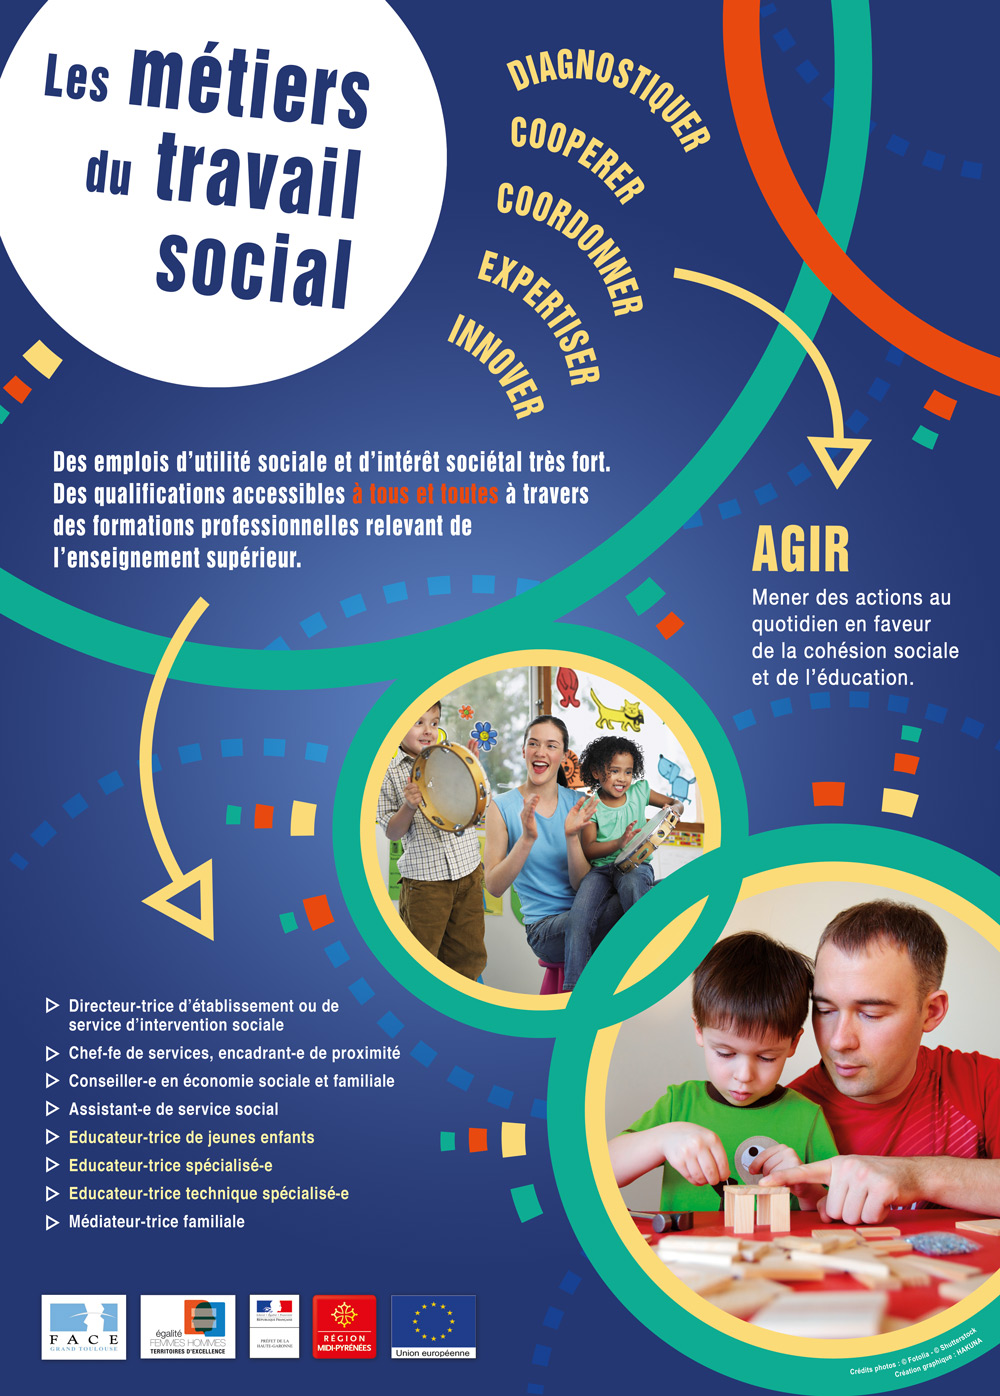 Les métiers
du travail
social
DIAGNOSTIQUER
COOPERER
COORDONNER
EXPERTISER
INNOVER
Des emplois d'utilité sociale et d'intérêt sociétal très fort.
Des qualifications accessibles à tous et toutes à travers
des formations professionnelles relevant de
l'enseignement supérieur.
AGIR
Mener des actions au
quotidien en faveur
de la cohésion sociale
et de l'éducation.
Directeur-trice d'établissement ou de
service d'intervention sociale
Chef-fe de services, encadrant-e de proximité
Conseiller-e en économie sociale et familiale
Assistant-e de service social
Educateur-trice de jeunes enfants
Educateur-trice spécialisé-e
Educateur-trice technique spécialisé-e
Médiateur-trice familiale
FACE
GRAND TOULOUSE
égalité
FEMMES HOMMES
TERRITOIRES D'EXCELLENCE
RÉPUBLIQUE FRANÇAISE
PRÉFET DE LA
HAUTE-GARONNE
RÉGION
MIDI-PYRÉNÉES
Union européenne
Crédits photos : © Fotolia - © Shutterstock
Création graphique : HAKUNA